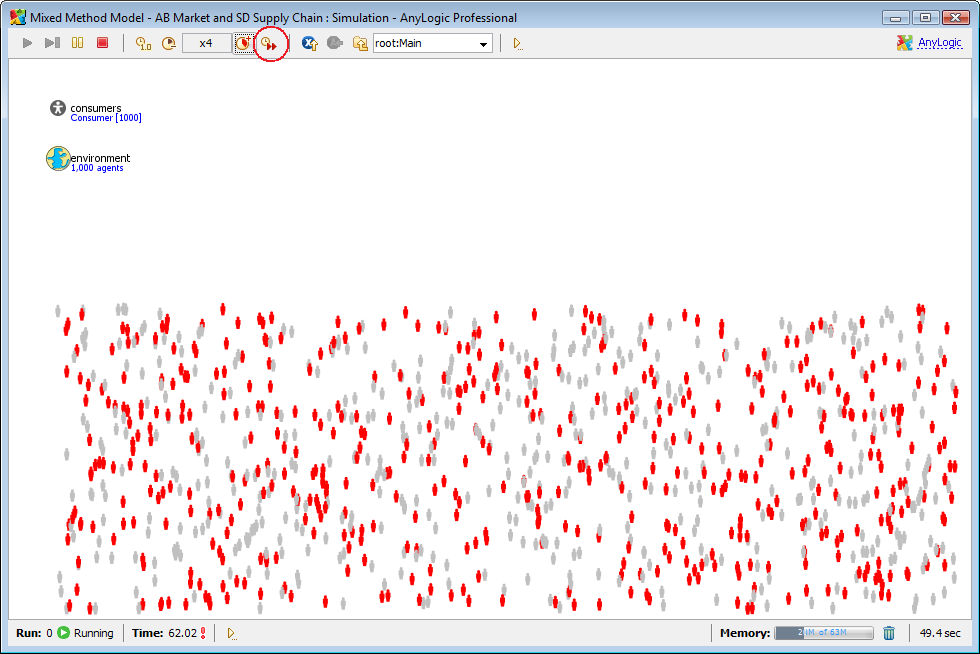 Mixed Method Model - AB Market and SD Supply Chain : Simulation - AnyLogic Professional
x4
root:Main
AnyLogic
consumers
Consumer [1000]
environment
1,000 agents
Run: 0 Running
Time: 62.02
Memory: 24M of 63M
49.4 sec